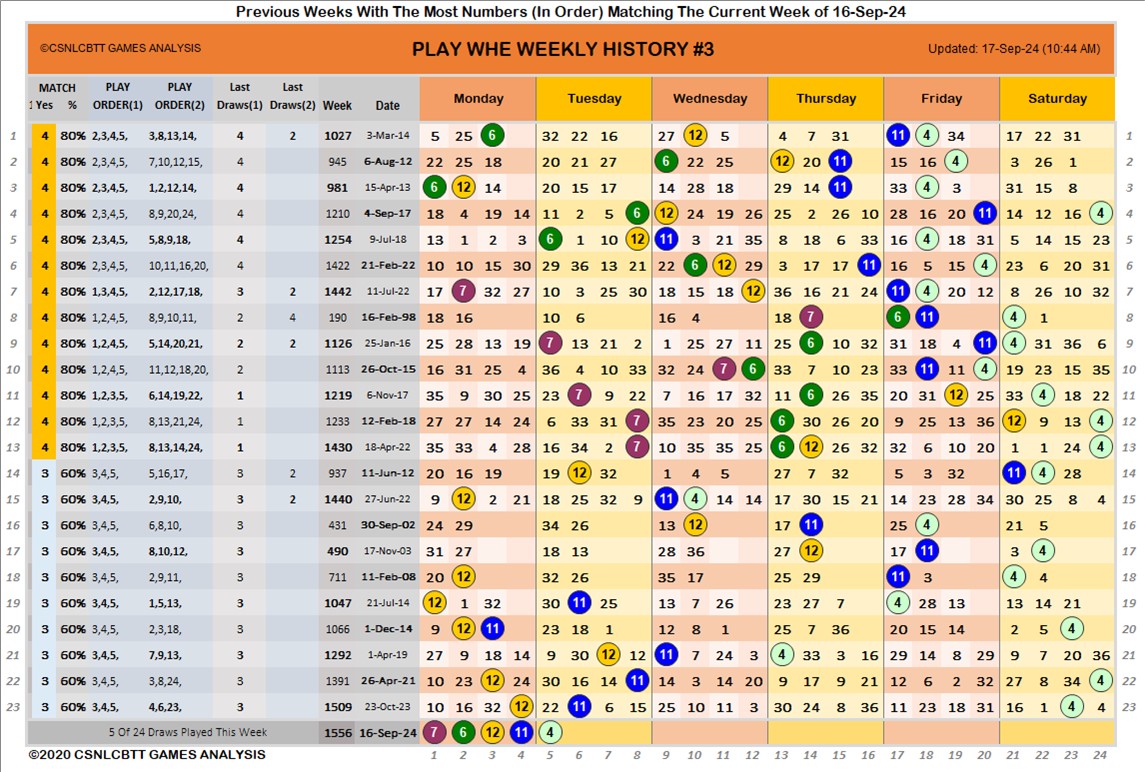 Previous Weeks With The Most Numbers (In Order) Matching The Current Week of 16-Sep-24
©CSNLCBTT GAMES ANALYSIS PLAY WHE WEEKLY HISTORY #3 Updated: 17-Sep-24 (10:44 AM)
MATCH PLAY PLAY Last Last
Yes % ORDER(1) ORDER(2) Draws(1) Draws(2) Week Date Monday Tuesday Wednesday Thursday Friday Saturday
1 4 80% 2,3,4,5, 3,8,13,14, 4 2 1027 3-Mar-14 5 25 6 32 22 16 27 12 5 4 7 31 11 4 34 17 22 31 1
2 4 80% 2,3,4,5, 7,10,12,15, 4 945 6-Aug-12 22 25 18 20 21 27 6 22 25 12 20 11 15 16 4 3 26 1 2
3 4 80% 2,3,4,5, 1,2,12,14, 4 981 15-Apr-13 6 12 14 20 15 17 14 28 18 29 14 11 33 4 3 31 15 8 3
4 4 80% 2,3,4,5, 8,9,20,24, 4 1210 4-Sep-17 18 4 19 14 11 2 5 6 12 24 19 26 25 2 26 10 28 16 20 11 14 12 16 4 4
5 4 80% 2,3,4,5, 5,8,9,18, 4 1254 9-Jul-18 13 1 2 3 6 1 10 12 11 3 21 35 8 18 6 33 16 4 18 31 5 14 15 23 5
6 4 80% 2,3,4,5, 10,11,16,20, 4 1422 21-Feb-22 10 10 15 30 29 36 13 21 22 6 12 29 3 17 17 11 16 5 15 4 23 6 20 31 6
7 4 80% 1,3,4,5, 2,12,17,18, 3 2 1442 11-Jul-22 17 7 32 27 10 3 25 30 18 15 18 12 36 16 21 24 11 4 20 12 8 26 10 32 7
8 4 80% 1,2,4,5, 8,9,10,11, 2 4 190 16-Feb-98 18 16 10 6 16 4 18 7 6 11 4 1 8
9 4 80% 1,2,4,5, 5,14,20,21, 2 2 1126 25-Jan-16 25 28 13 19 7 13 21 2 1 25 27 11 25 6 10 32 31 18 4 11 4 31 36 6 9
10 4 80% 1,2,4,5, 11,12,18,20, 2 1113 26-Oct-15 16 31 25 4 36 4 10 33 32 24 7 6 33 7 10 23 33 11 11 4 19 23 15 35 10
11 4 80% 1,2,3,5, 6,14,19,22, 1 1219 6-Nov-17 35 9 30 25 23 7 9 22 7 16 17 32 11 6 26 35 20 31 12 25 33 4 18 22 11
12 4 80% 1,2,3,5, 8,13,21,24, 1 1233 12-Feb-18 27 27 14 24 6 33 31 7 35 23 20 25 6 30 26 20 9 25 13 36 12 9 13 4 12
13 4 80% 1,2,3,5, 8,13,14,24, 1 1430 18-Apr-22 35 33 4 28 16 34 2 7 10 35 35 25 6 12 26 32 32 6 10 20 1 1 24 4 13
14 3 60% 3,4,5, 5,16,17, 3 2 937 11-Jun-12 20 16 19 19 12 32 1 4 5 27 7 32 5 3 32 11 4 28 14
15 3 60% 3,4,5, 2,9,10, 3 2 1440 27-Jun-22 9 12 2 21 18 25 32 9 11 4 14 14 17 30 15 21 14 23 28 34 30 25 8 4 15
16 3 60% 3,4,5, 6,8,10, 3 431 30-Sep-02 24 29 34 26 13 12 17 11 25 4 21 5 16
17 3 60% 3,4,5, 8,10,12, 3 490 17-Nov-03 31 27 18 13 28 36 27 12 17 11 3 4 17
18 3 60% 3,4,5, 2,9,11, 3 711 11-Feb-08 20 12 32 26 35 17 25 29 11 3 4 4 18
19 3 60% 3,4,5, 1,5,13, 3 1047 21-Jul-14 12 1 32 30 11 25 13 7 26 23 27 7 4 28 13 13 14 21 19
20 3 60% 3,4,5, 2,3,18, 3 1066 1-Dec-14 9 12 11 23 18 1 12 8 1 25 7 36 20 15 14 2 5 4 20
21 3 60% 3,4,5, 7,9,13, 3 1292 1-Apr-19 27 9 18 14 9 30 12 12 11 7 24 3 4 33 3 16 29 14 8 29 9 7 20 36 21
22 3 60% 3,4,5, 3,8,24, 3 1391 26-Apr-21 10 23 12 24 30 16 14 11 14 3 14 20 9 17 9 21 12 6 2 32 27 8 34 4 22
23 3 60% 3,4,5, 4,6,23, 3 1509 23-Oct-23 10 16 32 12 22 11 6 15 25 10 11 3 30 24 8 36 11 23 18 31 16 1 4 4 23
5 Of 24 Draws Played This Week 1556 16-Sep-24 7 6 12 11 4
©2020 CSNLCBTT GAMES ANALYSIS 1 2 3 4 5 6 7 8 9 10 11 12 13 14 15 16 17 18 19 20 21 22 23 24